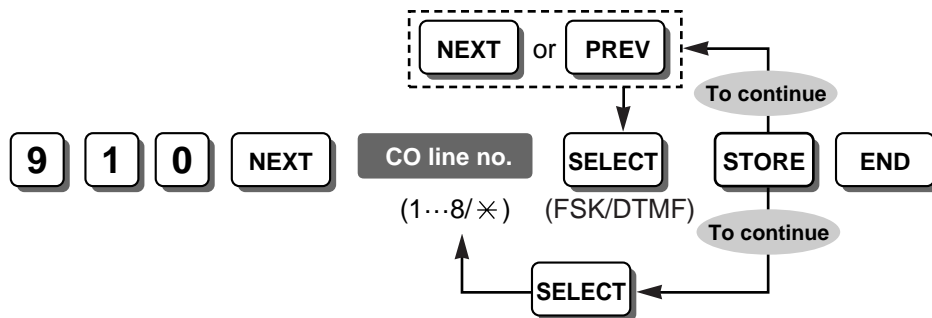 NEXT or PREV
To continue
9 1 0 NEXT CO line no. SELECT STORE END
(1···8/✳) (FSK/DTMF)
To continue
SELECT